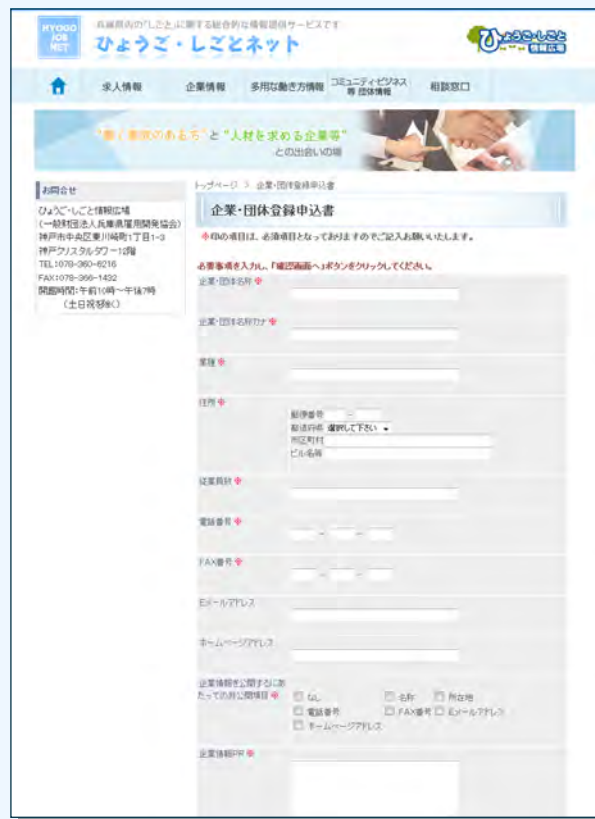 HYOGO
JOB
NET
兵庫県内の「しごと」に関する総合的な情報提供サービスです
ひょうご・しごとネット
ひょうご・しごと
情報広場
求人情報
企業情報
多用な働き方情報
コミュニティ・ビジネス
等 団体情報
相談窓口
"働く意欲のある方" と "人材を求める企業等"
との出会いの場
お問合せ
ひょうご・しごと情報広場
(一般財団法人兵庫県雇用開発協会)
神戸市中央区東川崎町1丁目1-3
神戸クリスタルタワー12階
TEL:078-360-6216
FAX:078-366-1432
開館時間:午前10時~午後7時
(土日祝祭除く)
トップページ > 企業・団体登録申込書
企業・団体登録申込書
※印の項目は、必須項目となっておりますのでご記入お願いいたします。
必要事項を入力し、「確認画面へ」ボタンをクリックしてください。
企業・団体名称 ※
企業・団体名称カナ ※
業種 ※
住所 ※
郵便番号 -
都道府県 選択して下さい
市区町村
ビル名等
従業員数 ※
電話番号 ※
- -
FAX番号 ※
- -
Eメールアドレス
ホームページアドレス
企業情報を公開するにあ
たっての非公開項目 ※
なし 名称 所在地
電話番号 FAX番号 Eメールアドレス
ホームページアドレス
企業情報PR ※